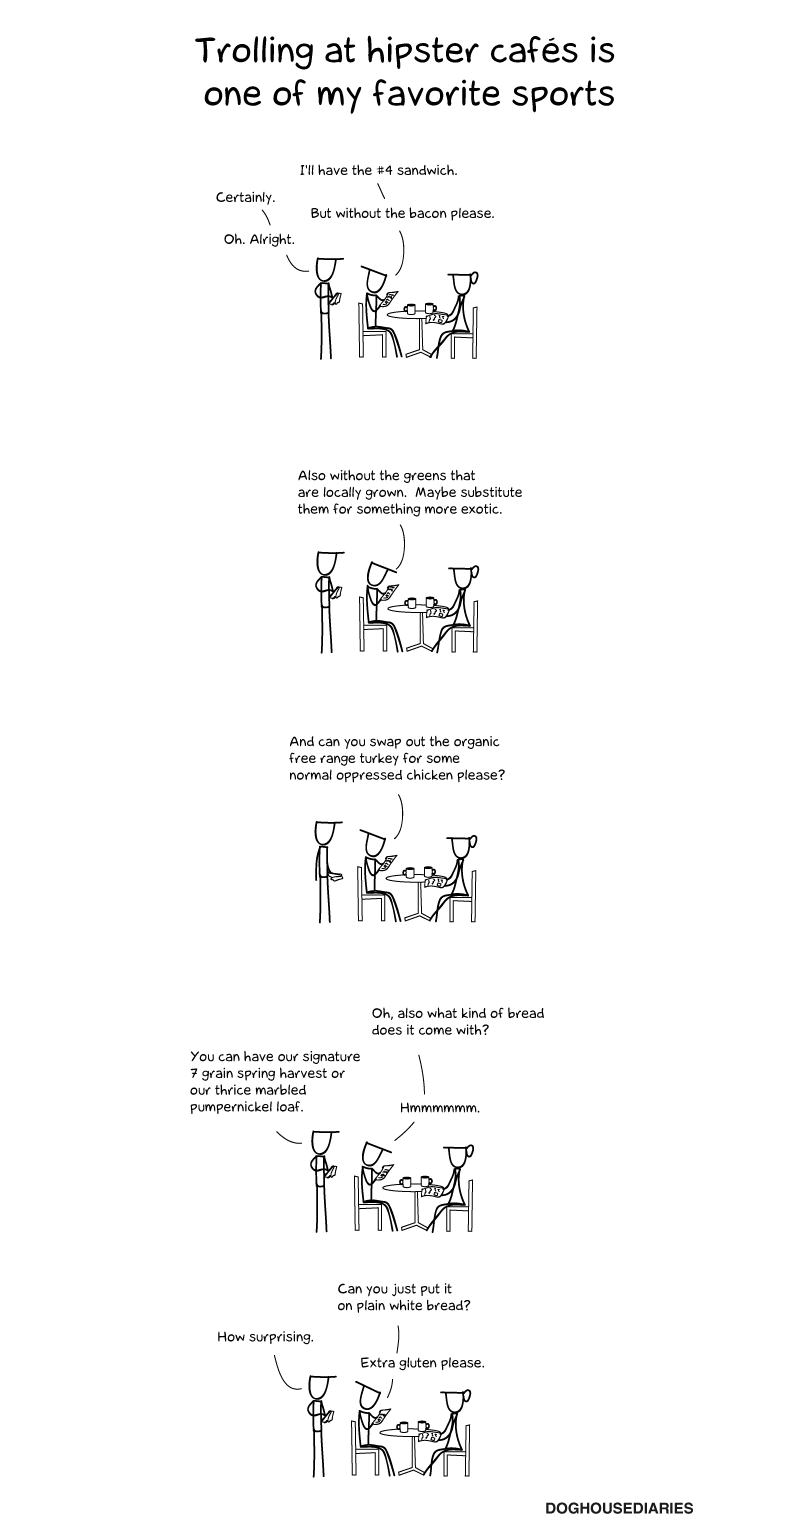 Trolling at hipster cafés is
one of my favorite sports
I'll have the #4 sandwich.
Certainly.
But without the bacon please.
Oh. Alright.
Also without the greens that
are locally grown. Maybe substitute
them for something more exotic.
And can you swap out the organic
free range turkey for some
normal oppressed chicken please?
Oh, also what kind of bread
does it come with?
You can have our signature
7 grain spring harvest or
our thrice marbled
pumpernickel loaf.
Hmmmmmm.
Can you just put it
on plain white bread?
How surprising.
Extra gluten please.
DOGHOUSEDIARIES